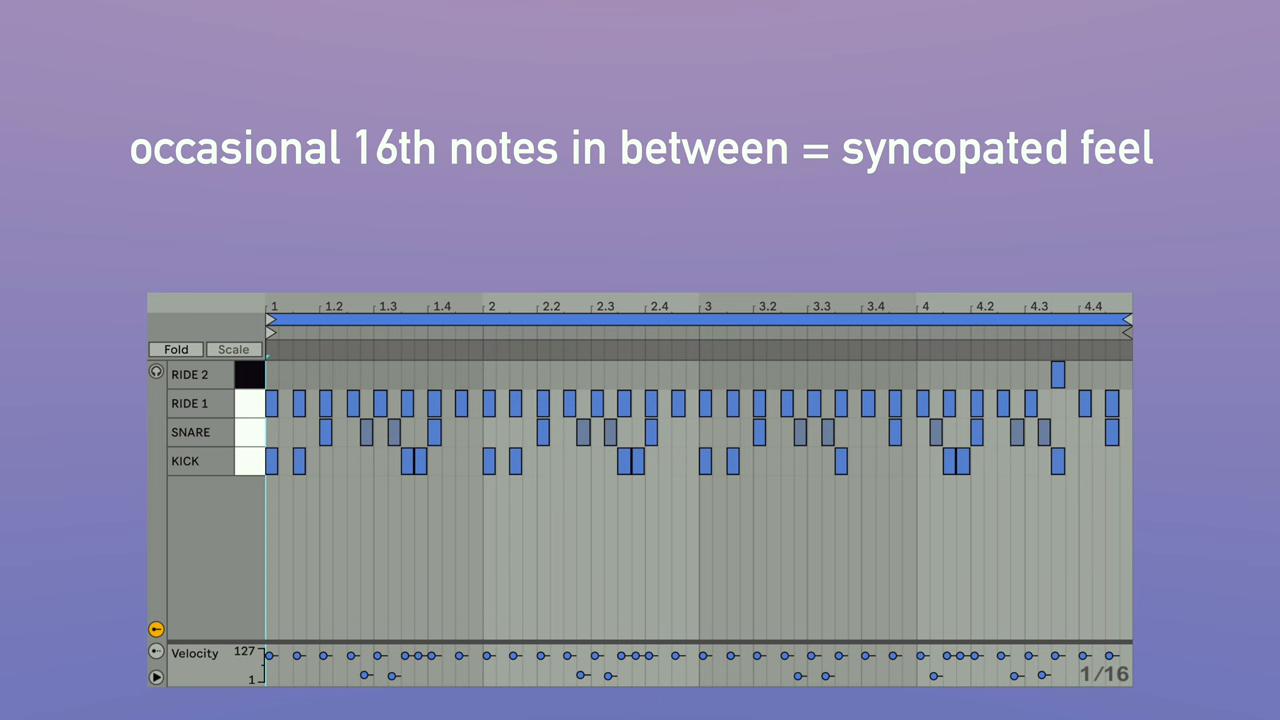 occasional 16th notes in between = syncopated feel
1 1.2 1.3 1.4 2 2.2 2.3 2.4 3 3.2 3.3 3.4 4 4.2 4.3 4.4
Fold Scale
RIDE 2
RIDE 1
SNARE
KICK
Velocity 127
1
1/16